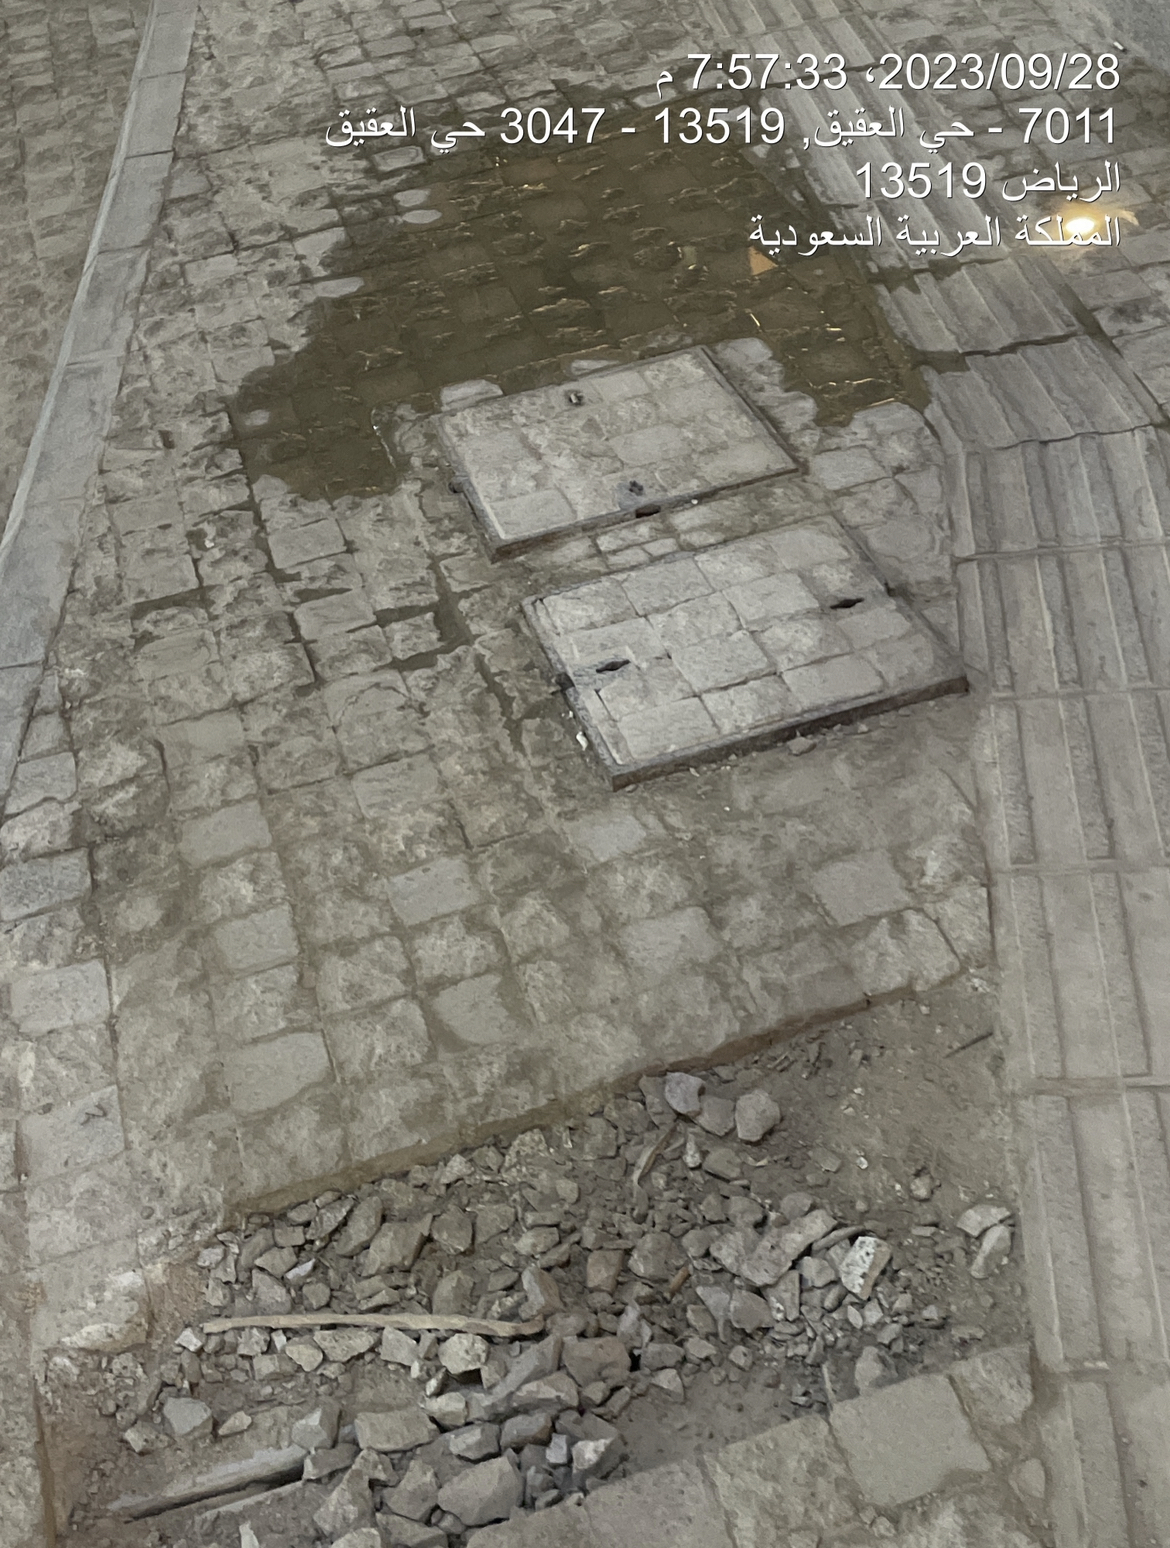 2023/09/28، 7:57:33 م
7011 - حي العقيق, 13519 - 3047 حي العقيق
الرياض 13519
المملكة العربية السعودية